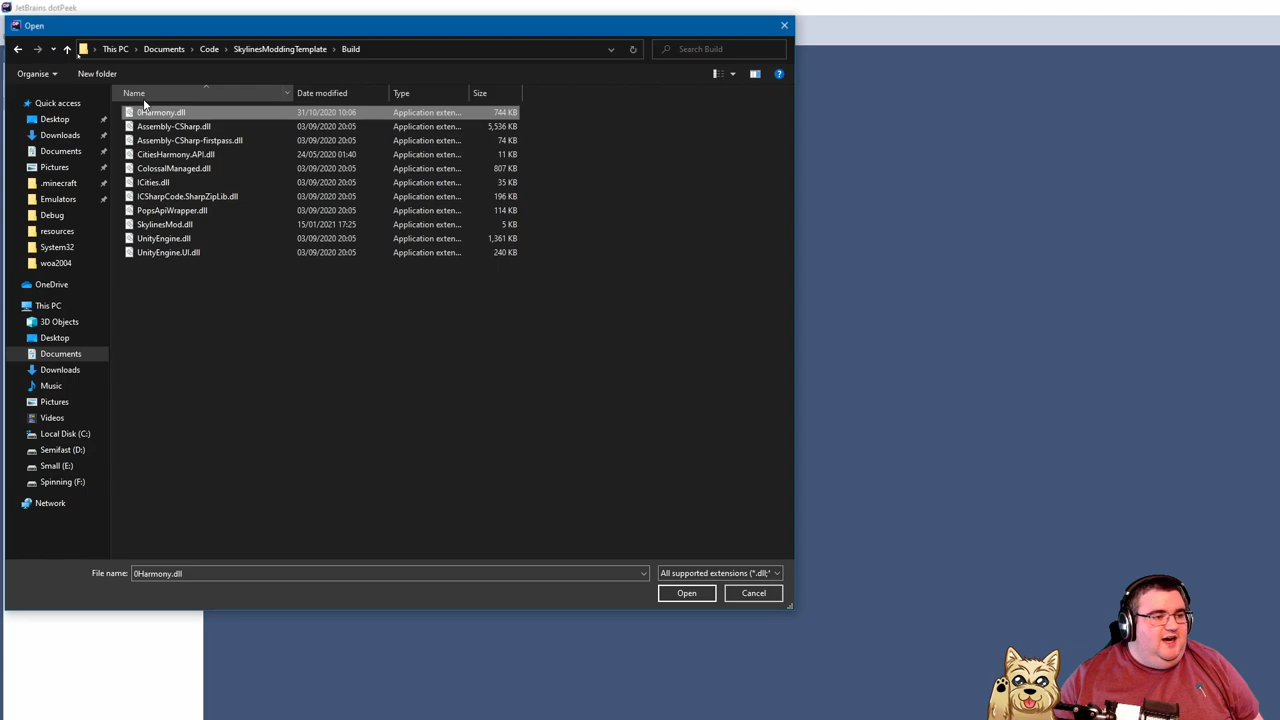 JetBrains dotPeek
Open
This PC > Documents > Code > SkylinesModdingTemplate > Build
Search Build
Organise New folder
Name Date modified Type Size
0Harmony.dll 31/10/2020 10:06 Application exten... 744 KB
Assembly-CSharp.dll 03/09/2020 20:05 Application exten... 5,536 KB
Assembly-CSharp-firstpass.dll 03/09/2020 20:05 Application exten... 74 KB
CitiesHarmony.API.dll 24/05/2020 01:40 Application exten... 11 KB
ColossalManaged.dll 03/09/2020 20:05 Application exten... 807 KB
ICities.dll 03/09/2020 20:05 Application exten... 35 KB
ICSharpCode.SharpZipLib.dll 03/09/2020 20:05 Application exten... 196 KB
PopsApiWrapper.dll 03/09/2020 20:05 Application exten... 114 KB
SkylinesMod.dll 15/01/2021 17:25 Application exten... 5 KB
UnityEngine.dll 03/09/2020 20:05 Application exten... 1,361 KB
UnityEngine.UI.dll 03/09/2020 20:05 Application exten... 240 KB
Quick access
Desktop
Downloads
Documents
Pictures
.minecraft
Emulators
Debug
resources
System32
woa2004
OneDrive
This PC
3D Objects
Desktop
Documents
Downloads
Music
Pictures
Videos
Local Disk (C:)
Semifast (D:)
Small (E:)
Spinning (F:)
Network
File name: 0Harmony.dll All supported extensions (*.dll;*
Open Cancel